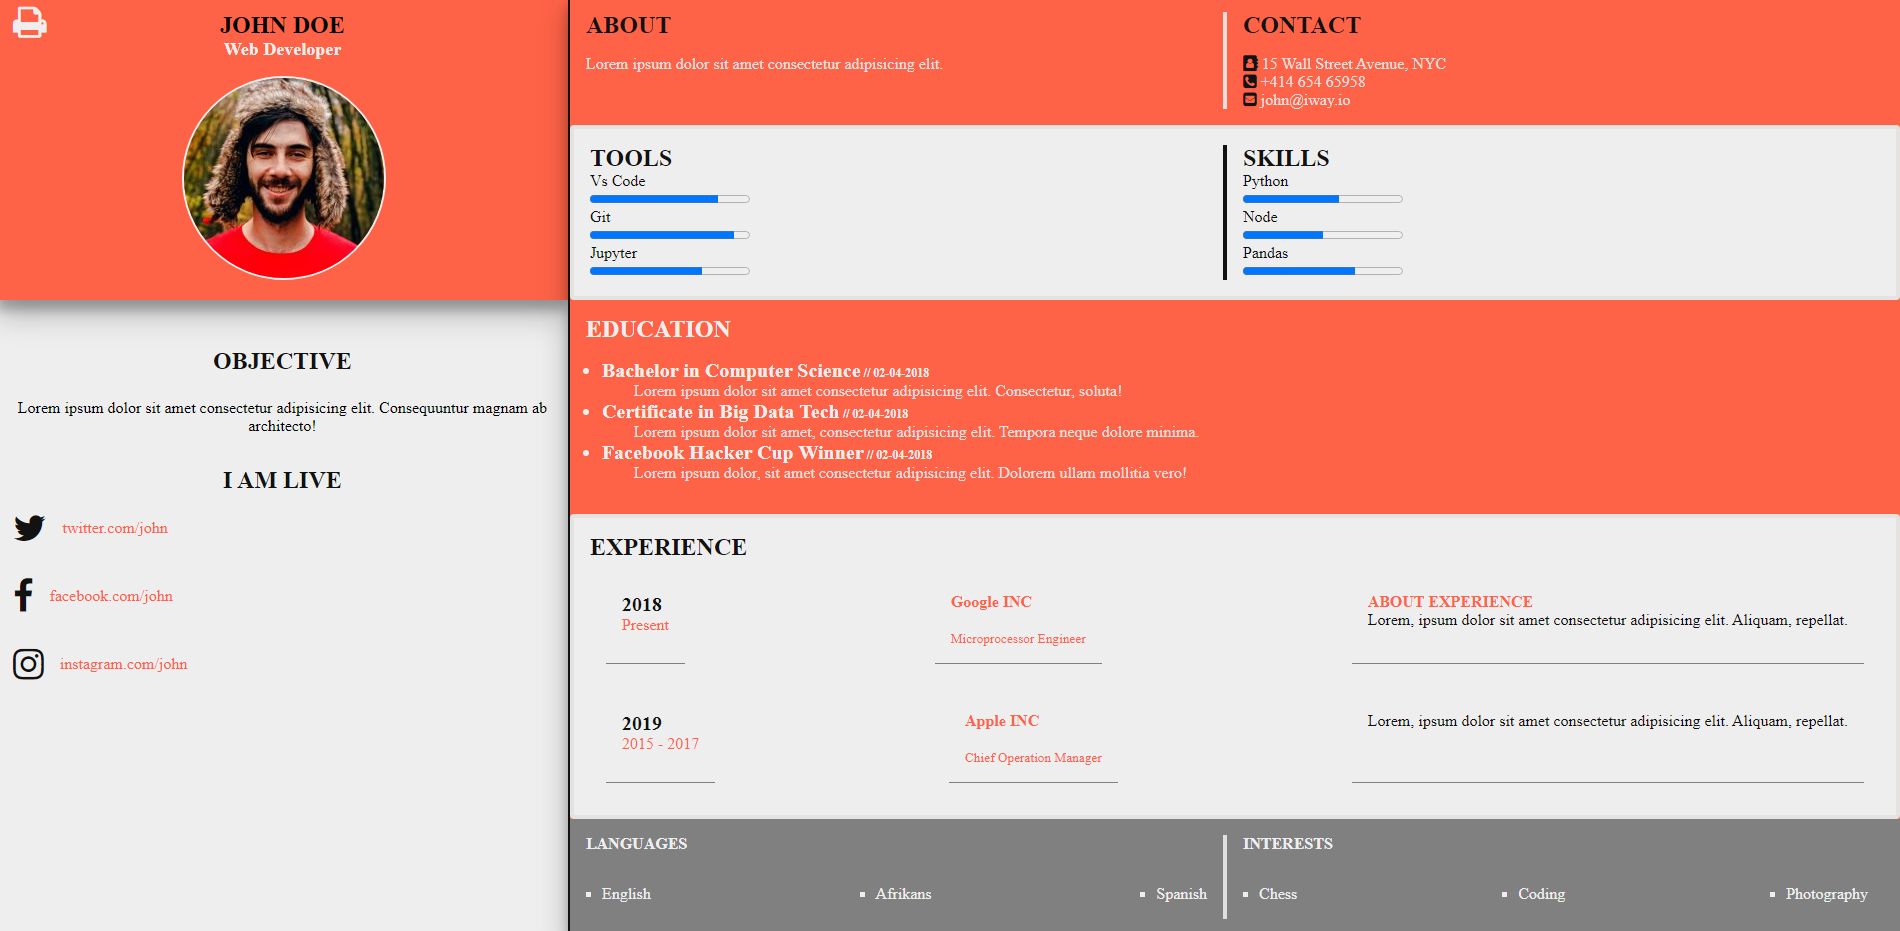 JOHN DOE
Web Developer
OBJECTIVE
Lorem ipsum dolor sit amet consectetur adipisicing elit. Consequuntur magnam ab
architecto!
I AM LIVE
twitter.com/john
facebook.com/john
instagram.com/john
ABOUT
Lorem ipsum dolor sit amet consectetur adipisicing elit.
CONTACT
15 Wall Street Avenue, NYC
+414 654 65958
john@iway.io
TOOLS
Vs Code
Git
Jupyter
SKILLS
Python
Node
Pandas
EDUCATION
Bachelor in Computer Science // 02-04-2018
Lorem ipsum dolor sit amet consectetur adipisicing elit. Consectetur, soluta!
Certificate in Big Data Tech // 02-04-2018
Lorem ipsum dolor sit amet, consectetur adipisicing elit. Tempora neque dolore minima.
Facebook Hacker Cup Winner // 02-04-2018
Lorem ipsum dolor, sit amet consectetur adipisicing elit. Dolorem ullam mollitia vero!
EXPERIENCE
2018
Present
Google INC
Microprocessor Engineer
ABOUT EXPERIENCE
Lorem, ipsum dolor sit amet consectetur adipisicing elit. Aliquam, repellat.
2019
2015 - 2017
Apple INC
Chief Operation Manager
Lorem, ipsum dolor sit amet consectetur adipisicing elit. Aliquam, repellat.
LANGUAGES
English
Afrikans
Spanish
INTERESTS
Chess
Coding
Photography